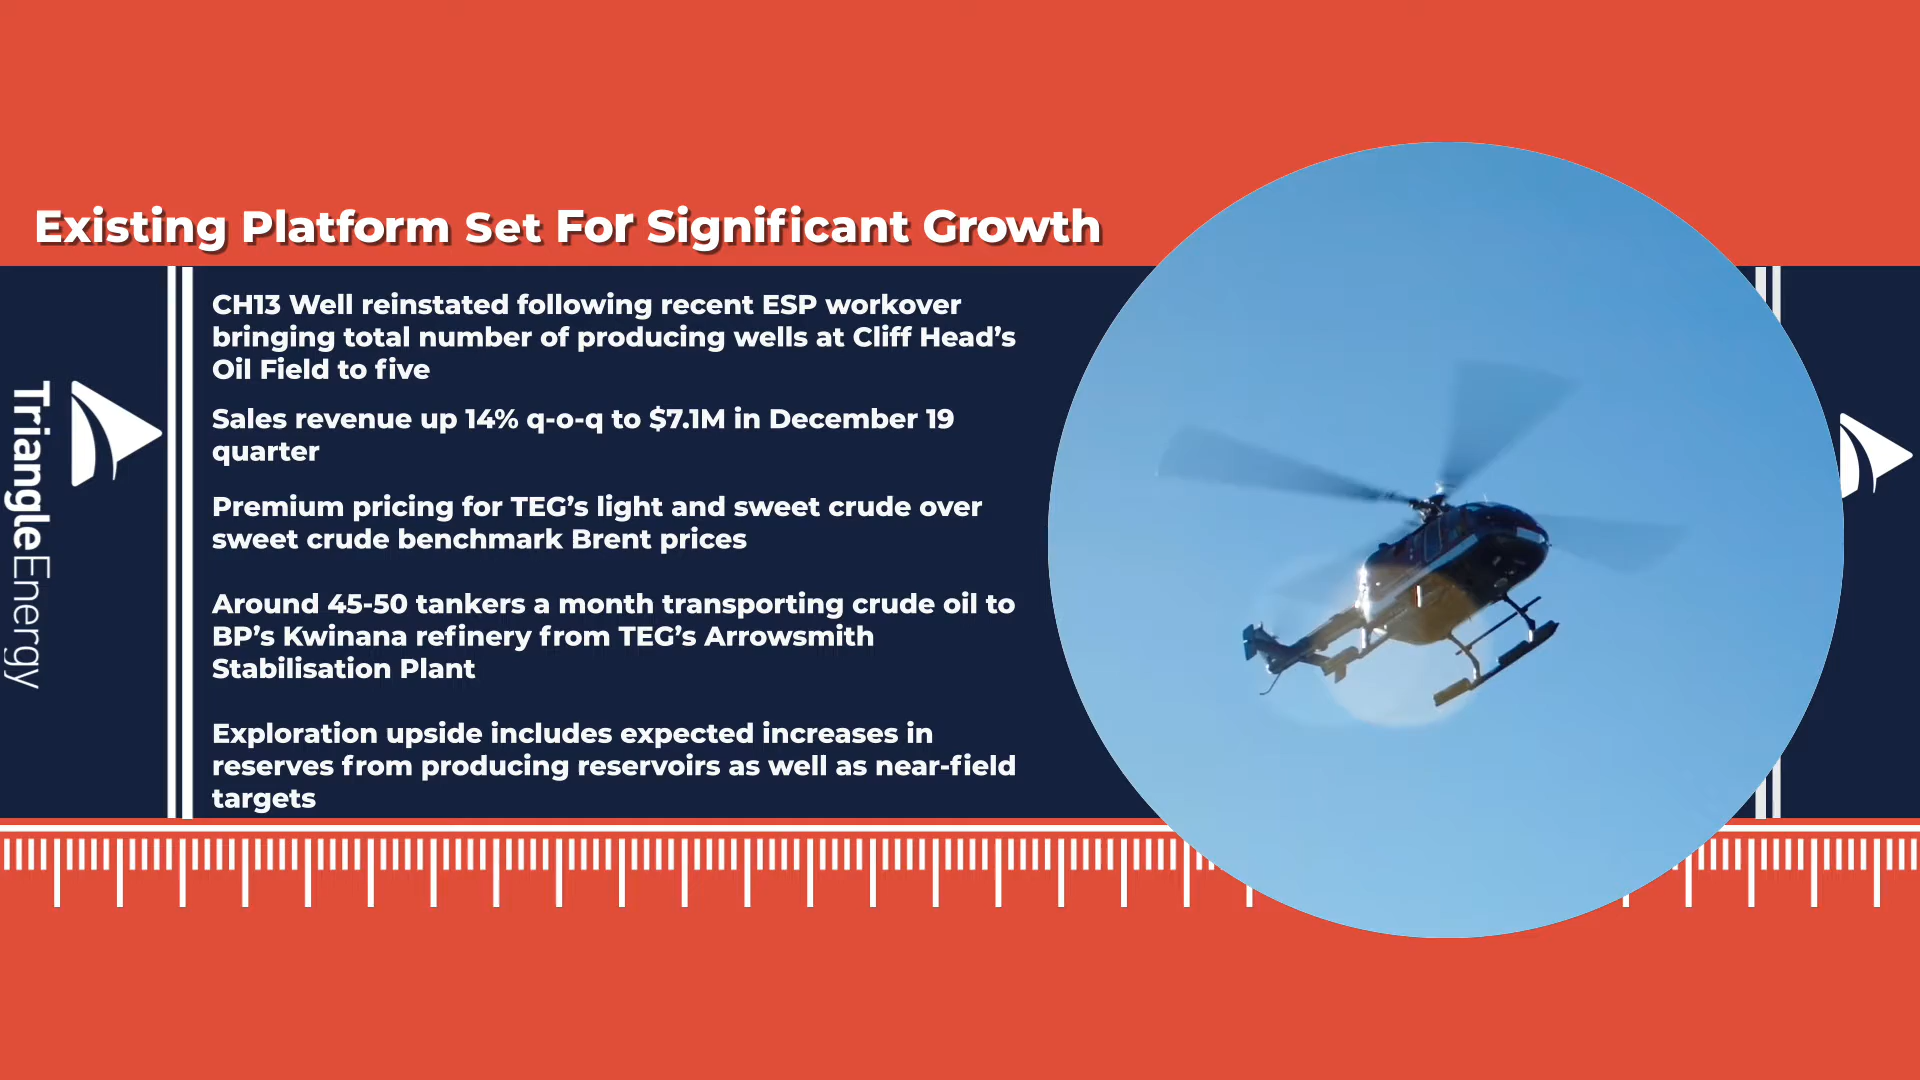 Existing Platform Set For Significant Growth
CH13 Well reinstated following recent ESP workover
bringing total number of producing wells at Cliff Head’s
Oil Field to five
Sales revenue up 14% q-o-q to $7.1M in December 19
quarter
Premium pricing for TEG’s light and sweet crude over
sweet crude benchmark Brent prices
Around 45-50 tankers a month transporting crude oil to
BP’s Kwinana refinery from TEG’s Arrowsmith
Stabilisation Plant
Exploration upside includes expected increases in
reserves from producing reservoirs as well as near-field
targets
TriangleEnergy